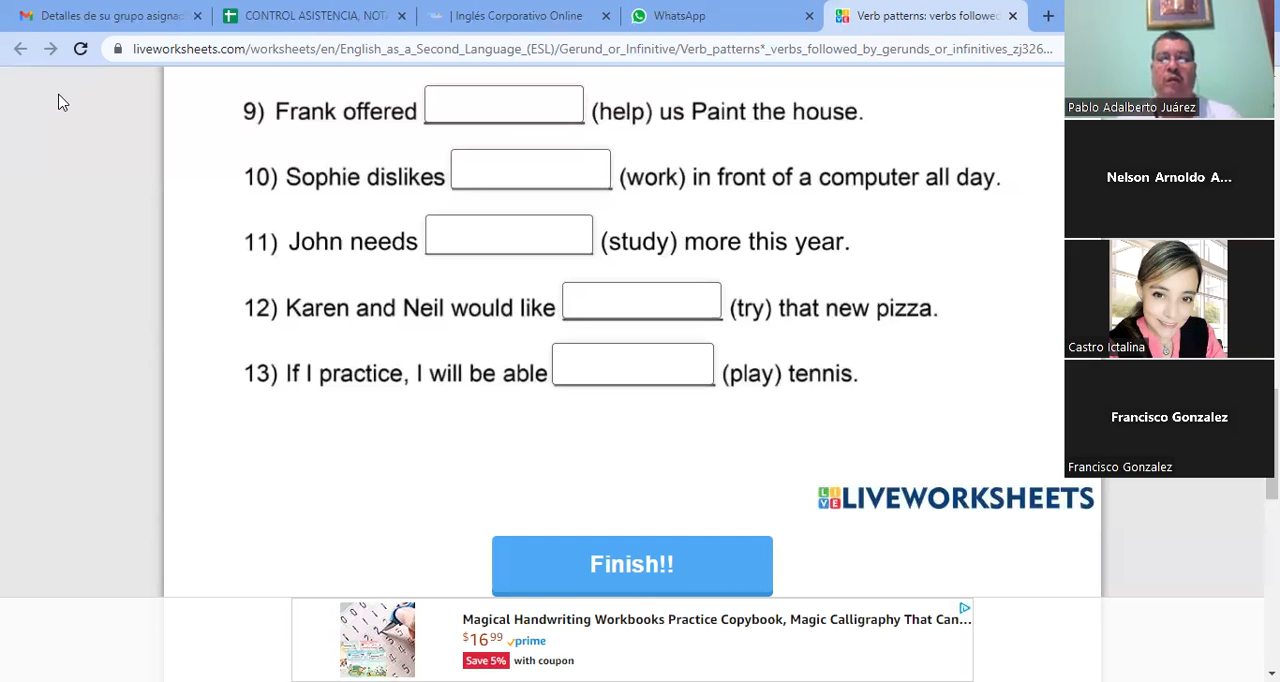 Detalles de su grupo asignad
CONTROL ASISTENCIA, NOTA
| Inglés Corporativo Online
WhatsApp
Verb patterns: verbs followed
liveworksheets.com/worksheets/en/English_as_a_Second_Language_(ESL)/Gerund_or_Infinitive/Verb_patterns*_verbs_followed_by_gerunds_or_infinitives_zj326...
9) Frank offered (help) us Paint the house.
10) Sophie dislikes (work) in front of a computer all day.
11) John needs (study) more this year.
12) Karen and Neil would like (try) that new pizza.
13) If I practice, I will be able (play) tennis.
LIVE LIVEWORKSHEETS
Finish!!
Magical Handwriting Workbooks Practice Copybook, Magic Calligraphy That Can...
$16 99 prime
Save 5% with coupon
Pablo Adalberto Juárez
Nelson Arnoldo A...
Castro Ictalina
Francisco Gonzalez
Francisco Gonzalez